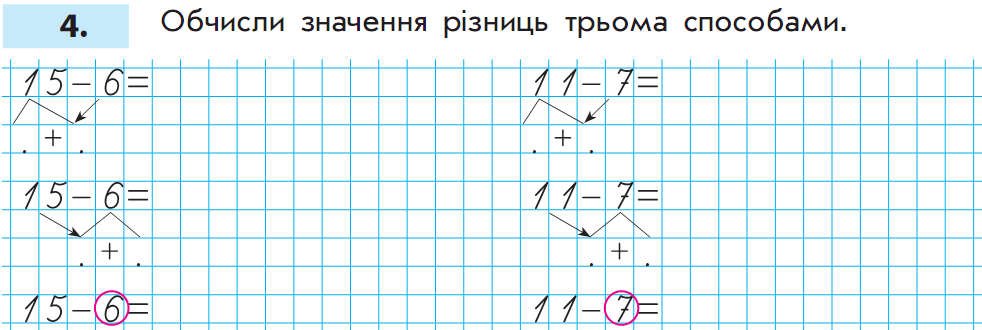 4. Обчисли значення різниць трьома способами.
15-6= 11-7=
. + . . + .
15-6= 11-7=
. + . . + .
15-6= 11-7=